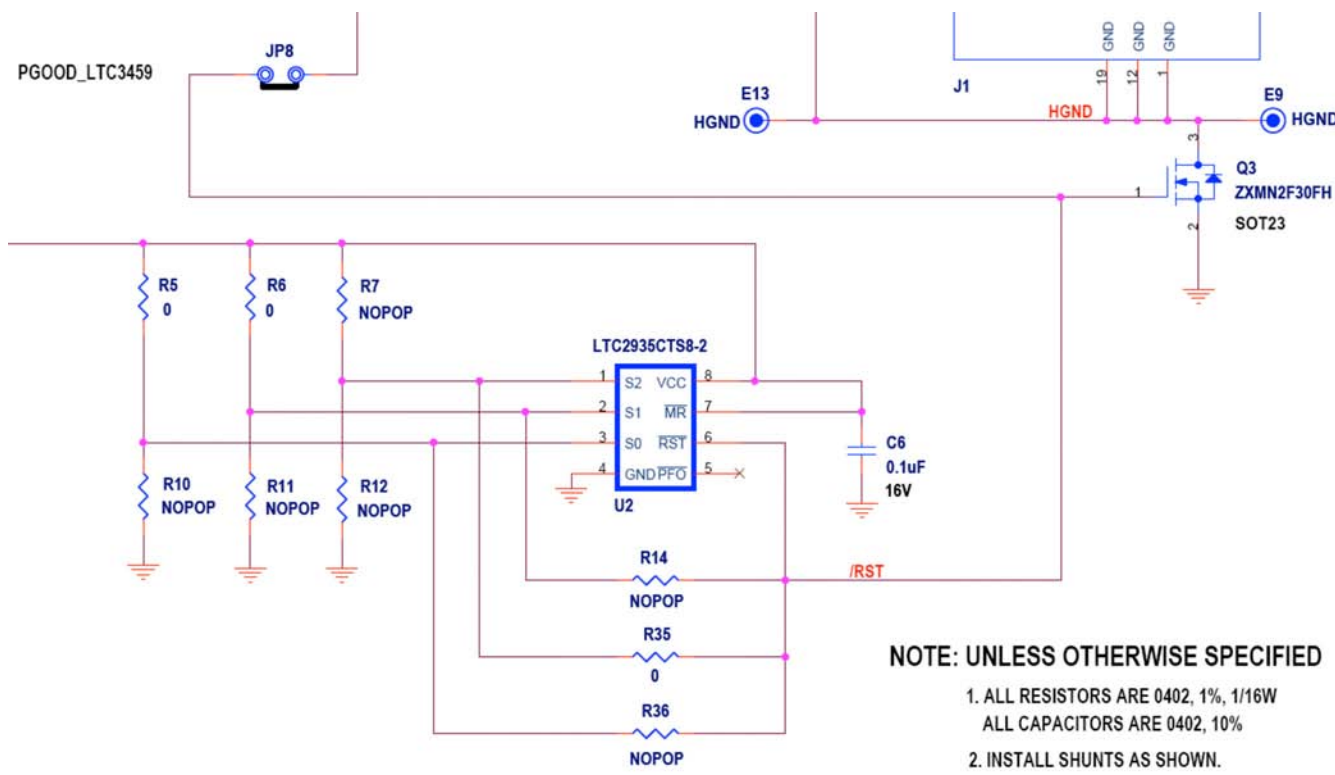 JP8
PGOOD_LTC3459
GND GND GND
19 12 1
J1
E13
HGND
HGND
E9
HGND
3
Q3
1
ZXMN2F30FH
SOT23
2
R5
0
R6
0
R7
NOPOP
LTC2935CTS8-2
1 S2 VCC 8
2 S1 MR 7
3 S0 RST 6
4 GND PFO 5
U2
C6
0.1uF
16V
R10
NOPOP
R11
NOPOP
R12
NOPOP
R14
NOPOP
/RST
R35
0
R36
NOPOP
NOTE: UNLESS OTHERWISE SPECIFIED
1. ALL RESISTORS ARE 0402, 1%, 1/16W
ALL CAPACITORS ARE 0402, 10%
2. INSTALL SHUNTS AS SHOWN.